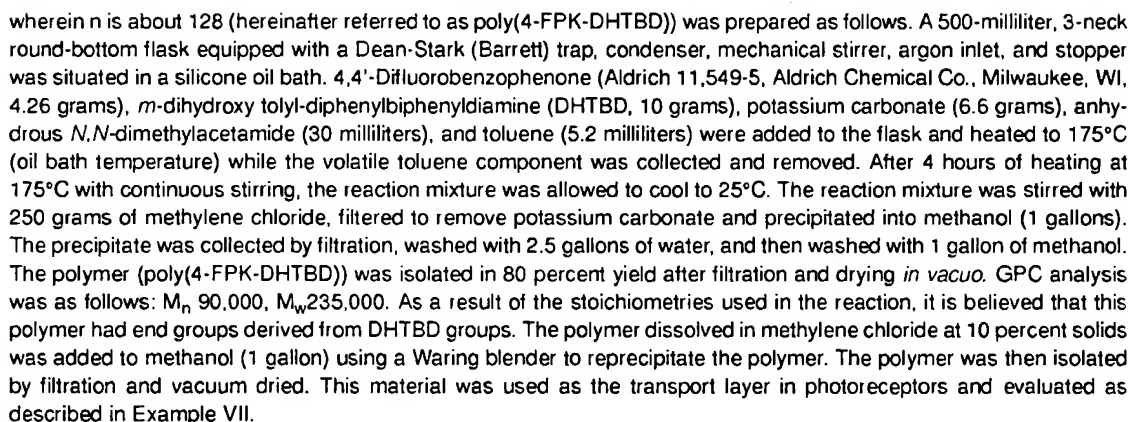 wherein n is about 128 (hereinafter referred to as poly(4-FPK-DHTBD)) was prepared as follows. A 500-milliliter, 3-neck
round-bottom flask equipped with a Dean-Stark (Barrett) trap, condenser, mechanical stirrer, argon inlet, and stopper
was situated in a silicone oil bath. 4,4'-Difluorobenzophenone (Aldrich 11,549-5, Aldrich Chemical Co., Milwaukee, WI,
4.26 grams), m-dihydroxy tolyl-diphenylbiphenyldiamine (DHTBD, 10 grams), potassium carbonate (6.6 grams), anhy-
drous N,N-dimethylacetamide (30 milliliters), and toluene (5.2 milliliters) were added to the flask and heated to 175°C
(oil bath temperature) while the volatile toluene component was collected and removed. After 4 hours of heating at
175°C with continuous stirring, the reaction mixture was allowed to cool to 25°C. The reaction mixture was stirred with
250 grams of methylene chloride, filtered to remove potassium carbonate and precipitated into methanol (1 gallons).
The precipitate was collected by filtration, washed with 2.5 gallons of water, and then washed with 1 gallon of methanol.
The polymer (poly(4-FPK-DHTBD)) was isolated in 80 percent yield after filtration and drying in vacuo. GPC analysis
was as follows: Mn 90,000, Mw235,000. As a result of the stoichiometries used in the reaction, it is believed that this
polymer had end groups derived from DHTBD groups. The polymer dissolved in methylene chloride at 10 percent solids
was added to methanol (1 gallon) using a Waring blender to reprecipitate the polymer. The polymer was then isolated
by filtration and vacuum dried. This material was used as the transport layer in photoreceptors and evaluated as
described in Example VII.